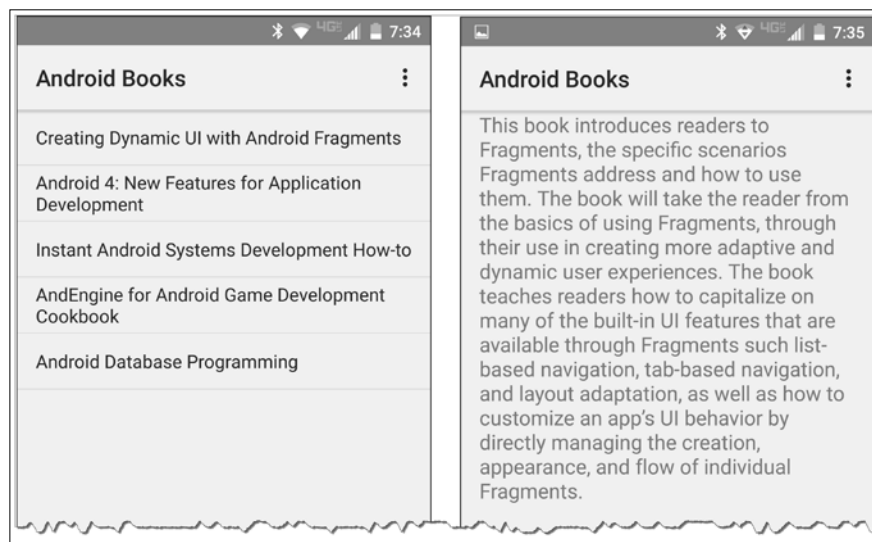 4G 7:34
Android Books
Creating Dynamic UI with Android Fragments
Android 4: New Features for Application
Development
Instant Android Systems Development How-to
AndEngine for Android Game Development
Cookbook
Android Database Programming
4G 7:35
Android Books
This book introduces readers to
Fragments, the specific scenarios
Fragments address and how to use
them. The book will take the reader from
the basics of using Fragments, through
their use in creating more adaptive and
dynamic user experiences. The book
teaches readers how to capitalize on
many of the built-in UI features that are
available through Fragments such list-
based navigation, tab-based navigation,
and layout adaptation, as well as how to
customize an app's UI behavior by
directly managing the creation,
appearance, and flow of individual
Fragments.